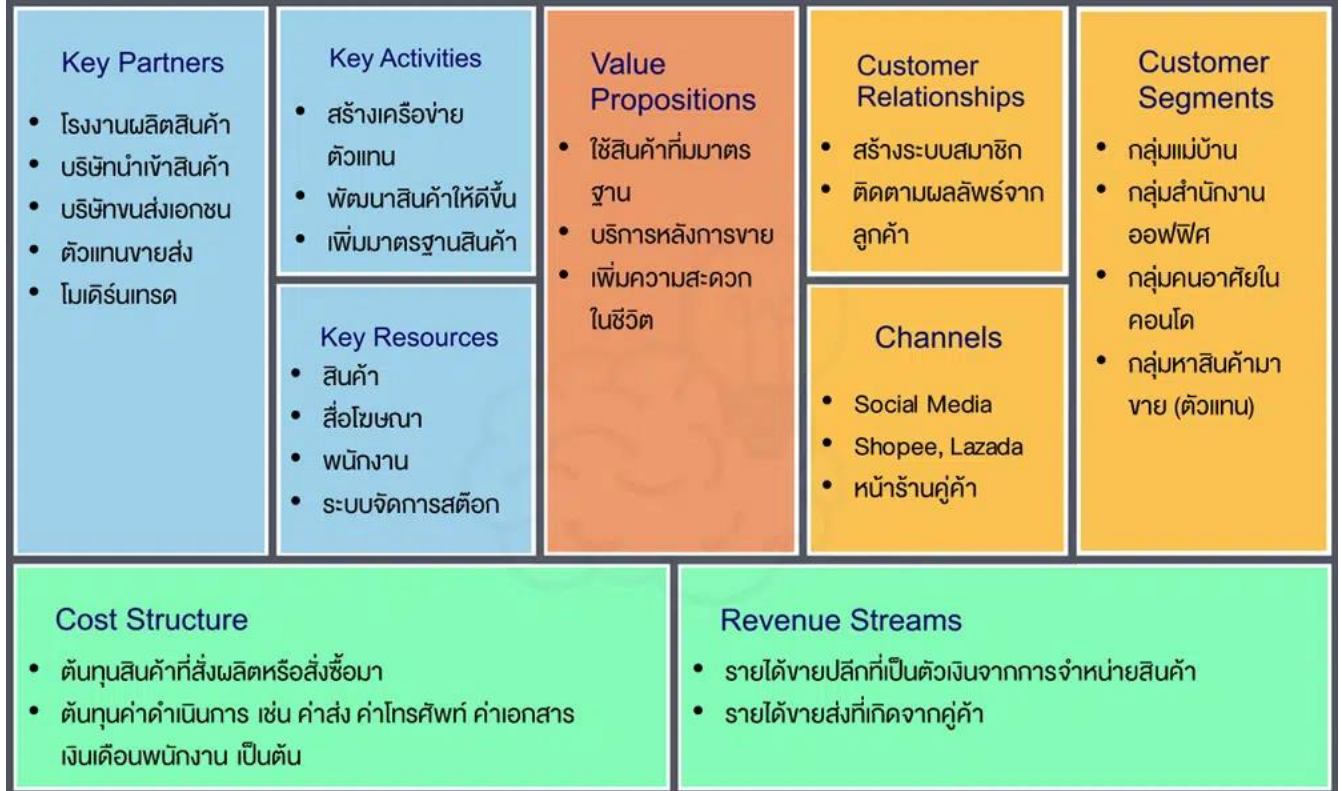 Key Partners
• โรงงานผลิตสินค้า
• บริษัทนำเข้าสินค้า
• บริษัทขนส่งเอกชน
• ตัวแทนขายส่ง
• โมเดิร์นเทรด
Key Activities
• สร้างเครือข่าย
ตัวแทน
• พัฒนาสินค้าให้ดีขึ้น
• เพิ่มมาตรฐานสินค้า
Key Resources
• สินค้า
• สื่อโฆษณา
• พนักงาน
• ระบบจัดการสต๊อก
Value
Propositions
• ใช้สินค้าที่มมาตร
ฐาน
• บริการหลังการขาย
• เพิ่มความสะดวก
ในชีวิต
Customer
Relationships
• สร้างระบบสมาชิก
• ติดตามผลลัพธ์จาก
ลูกค้า
Channels
• Social Media
• Shopee, Lazada
• หน้าร้านคู่ค้า
Customer
Segments
• กลุ่มแม่บ้าน
• กลุ่มสำนักงาน
ออฟฟิศ
• กลุ่มคนอาศัยใน
คอนโด
• กลุ่มหาสินค้ามา
ขาย (ตัวแทน)
Cost Structure
• ต้นทุนสินค้าที่สั่งผลิตหรือสั่งซื้อมา
• ต้นทุนค่าดำเนินการ เช่น ค่าส่ง ค่าโทรศัพท์ ค่าเอกสาร
เงินเดือนพนักงาน เป็นต้น
Revenue Streams
• รายได้ขายปลีกที่เป็นตัวเงินจากการจำหน่ายสินค้า
• รายได้ขายส่งที่เกิดจากคู่ค้า